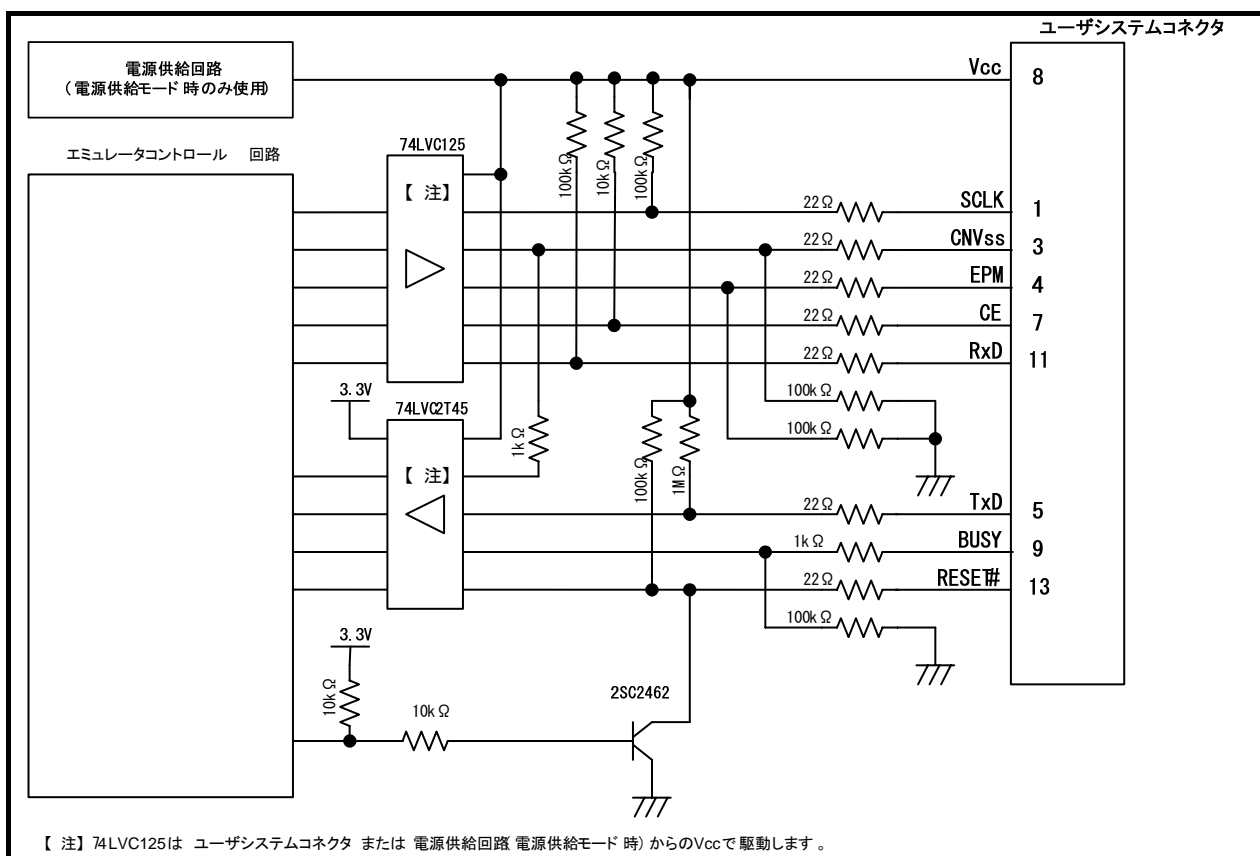 ユーザシステムコネクタ
電源供給回路
(電源供給モード時のみ使用)
Vcc
8
エミュレータコントロール 回路
74LVC125
【注】
100kΩ
10kΩ
100kΩ
22Ω
SCLK
1
22Ω
CNVss
3
22Ω
EPM
4
22Ω
CE
7
22Ω
RxD
11
3.3V
74LVC2T45
【注】
1kΩ
100kΩ
100kΩ
100kΩ
1MΩ
22Ω
TxD
5
1kΩ
BUSY
9
22Ω
RESET#
13
100kΩ
3.3V
10kΩ
10kΩ
2SC2462
【注】74LVC125は ユーザシステムコネクタ または 電源供給回路(電源供給モード時)からのVccで駆動します。